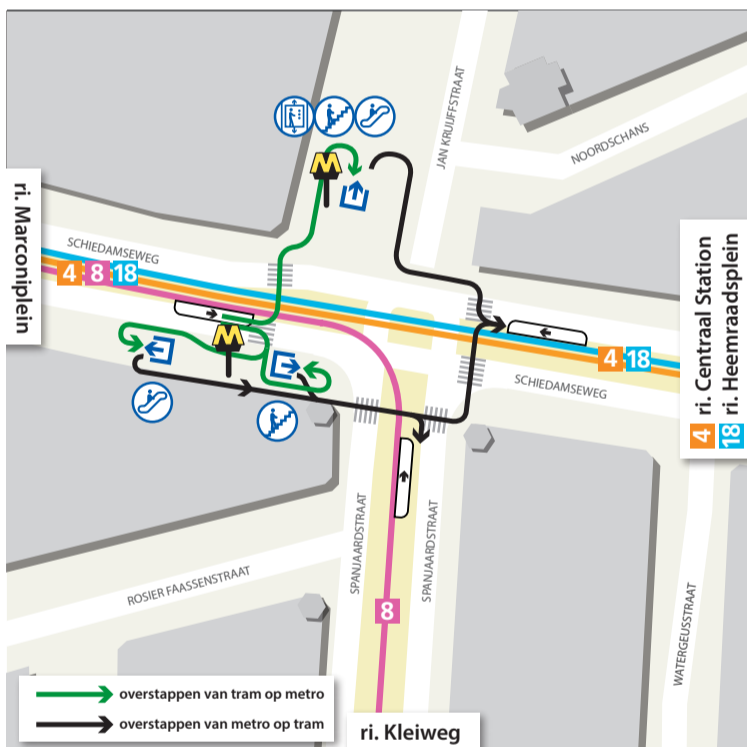 JAN KRUIJFFSTRAAT
NOORDSCHANS
M
ri. Marconiplein
SCHIEDAMSEWEG
4 8 18
M
4 18
SCHIEDAMSEWEG
4 ri. Centraal Station
18 ri. Heemraadsplein
SPANJAARDSTRAAT
SPANJAARDSTRAAT
ROSIER FAASSENSTRAAT
8
WATERGEUSSTRAAT
overstappen van tram op metro
overstappen van metro op tram
ri. Kleiweg